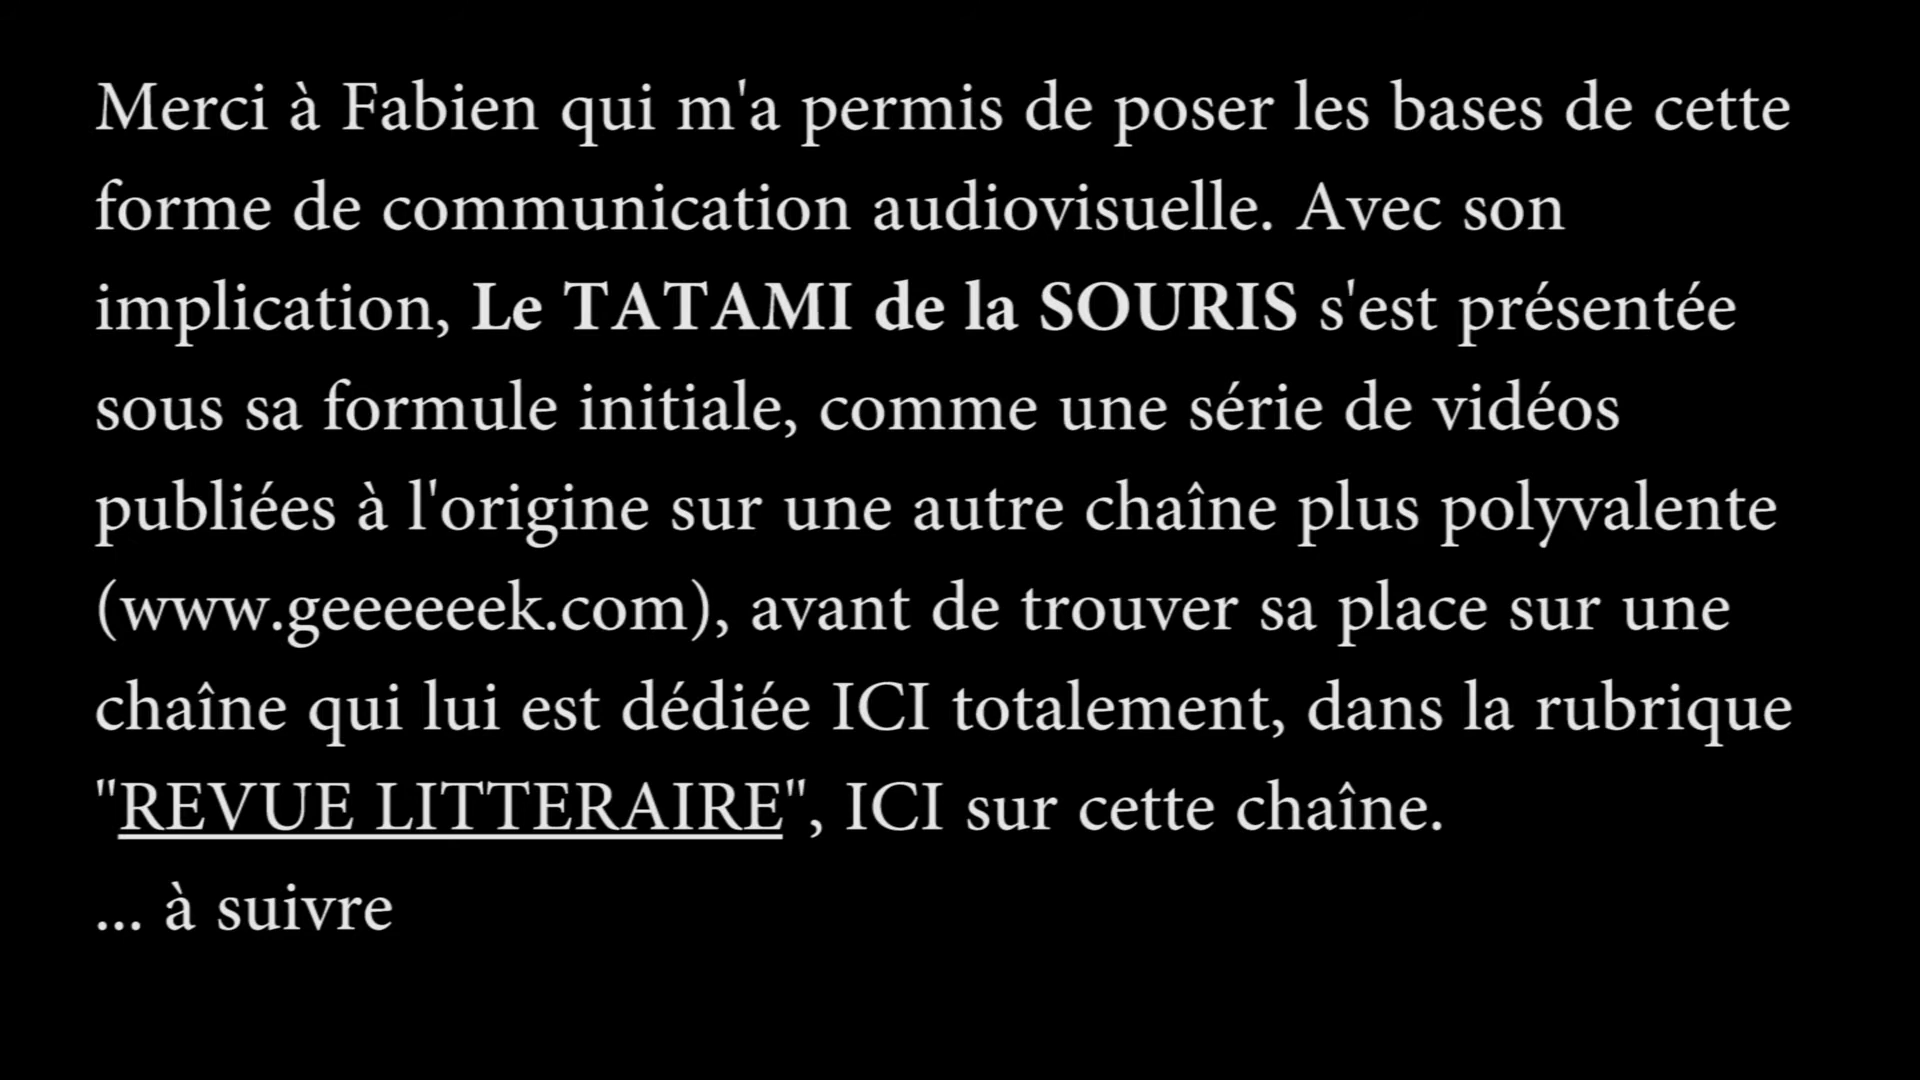 Merci à Fabien qui m'a permis de poser les bases de cette
forme de communication audiovisuelle. Avec son
implication, Le TATAMI de la SOURIS s'est présentée
sous sa formule initiale, comme une série de vidéos
publiées à l'origine sur une autre chaîne plus polyvalente
(www.geeeeeek.com), avant de trouver sa place sur une
chaîne qui lui est dédiée ICI totalement, dans la rubrique
"REVUE LITTERAIRE", ICI sur cette chaîne.
... à suivre